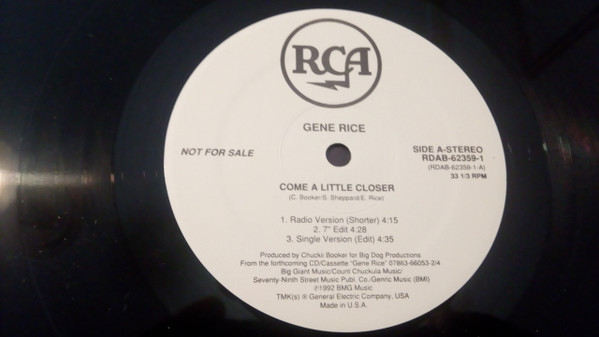 RCA
GENE RICE
NOT FOR SALE
SIDE A-STEREO
RDAB-62359-1
(RDAB-62359-1-A)
33 1/3 RPM
COME A LITTLE CLOSER
(C. Booker/S. Sheppard/E. Rice)
1. Radio Version (Shorter) 4:15
2. 7" Edit 4:28
3. Single Version (Edit) 4:35
Produced by Chuckii Booker for Big Dog Productions
From the forthcoming CD/Cassette "Gene Rice" 07863-66053-2/4
Big Giant Music/Count Chuckula Music/
Seventy-Ninth Street Music Publ. Co./Genric Music (BMI)
℗1992 BMG Music
TMK(s) ® General Electric Company, USA
Made in U.S.A.